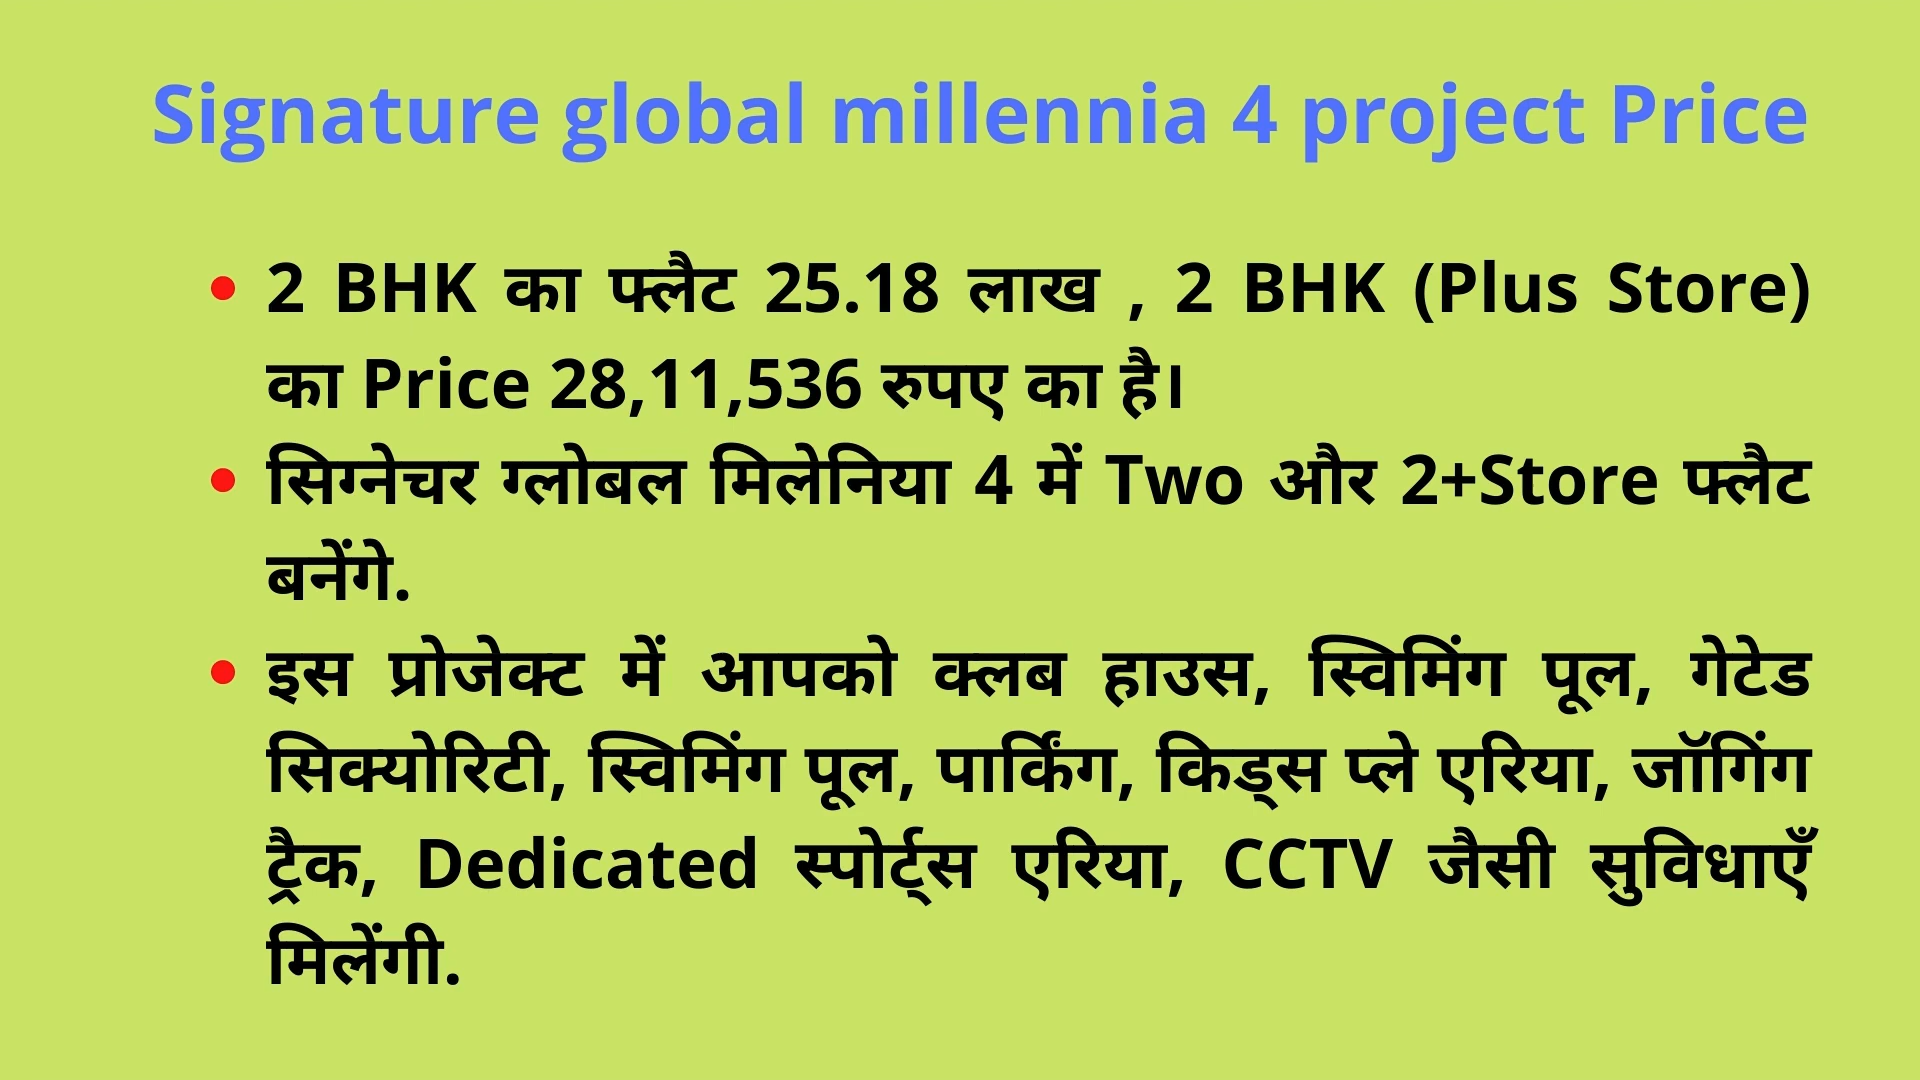 Signature global millennia 4 project Price
• 2 BHK का फ्लैट 25.18 लाख , 2 BHK (Plus Store)
का Price 28,11,536 रुपए का है।
• सिग्नेचर ग्लोबल मिलेनिया 4 में Two और 2+Store फ्लैट
बनेंगे.
• इस प्रोजेक्ट में आपको क्लब हाउस, स्विमिंग पूल, गेटेड
सिक्योरिटी, स्विमिंग पूल, पार्किंग, किड्स प्ले एरिया, जॉगिंग
ट्रैक, Dedicated स्पोर्ट्स एरिया, CCTV जैसी सुविधाएँ
मिलेंगी.